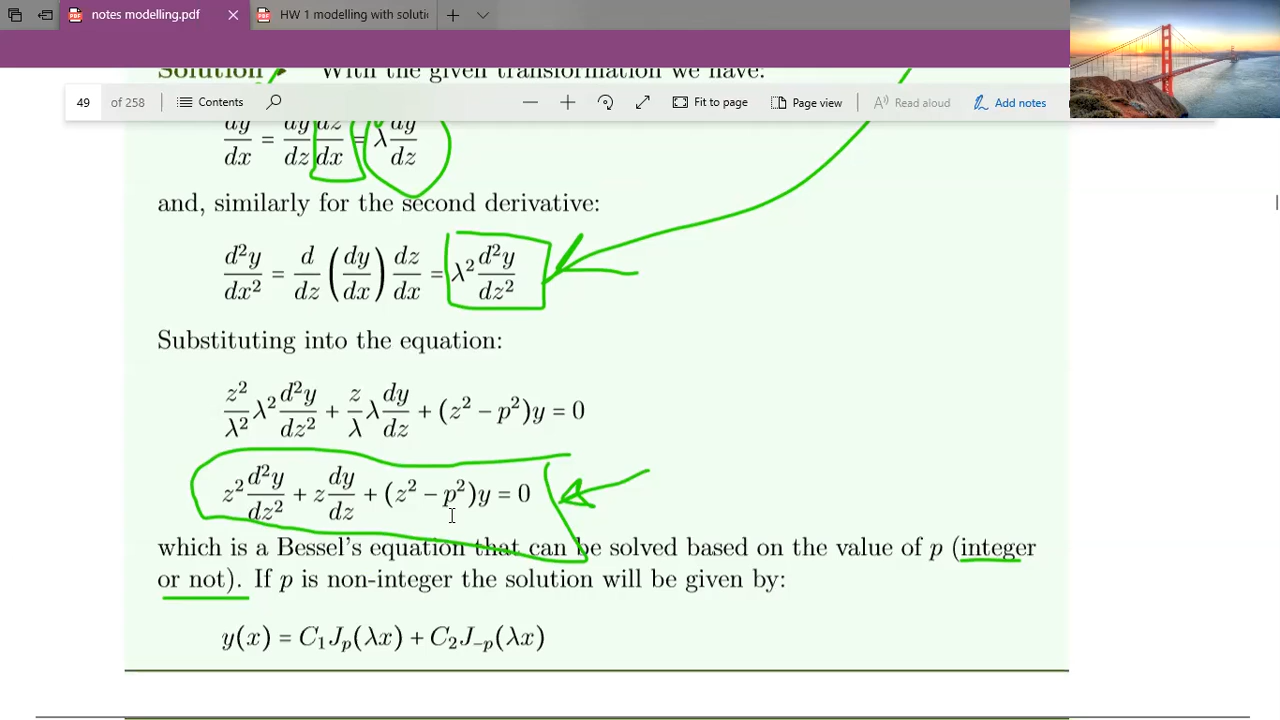 notes modelling.pdf
HW 1 modelling with soluti
Solution With the given transformation we have:
49 of 258 Contents Fit to page Page view Read aloud Add notes
dy/dx = dy/dz dz/dx = λ dy/dz
and, similarly for the second derivative:
d²y/dx² = d/dz (dy/dx) dz/dx = λ² d²y/dz²
Substituting into the equation:
z²/λ² λ² d²y/dz² + z/λ λ dy/dz + (z² − p²)y = 0
z² d²y/dz² + z dy/dz + (z² − p²)y = 0
which is a Bessel's equation that can be solved based on the value of p (integer
or not). If p is non-integer the solution will be given by:
y(x) = C₁Jₚ(λx) + C₂J₋ₚ(λx)